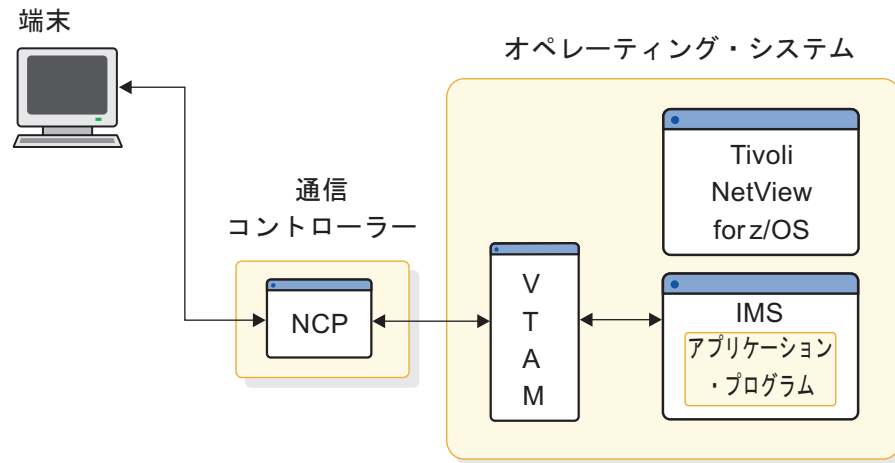 端末
オペレーティング・システム
Tivoli
NetView
for z/OS
通信
コントローラー
NCP
V
T
A
M
IMS
アプリケーション
・プログラム